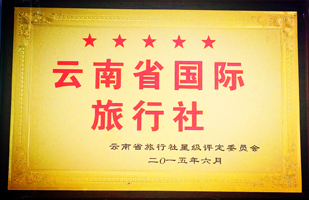 ★★★★★
云南省国际
旅行社
云南省旅行社星级评定委员会
二〇一五年六月